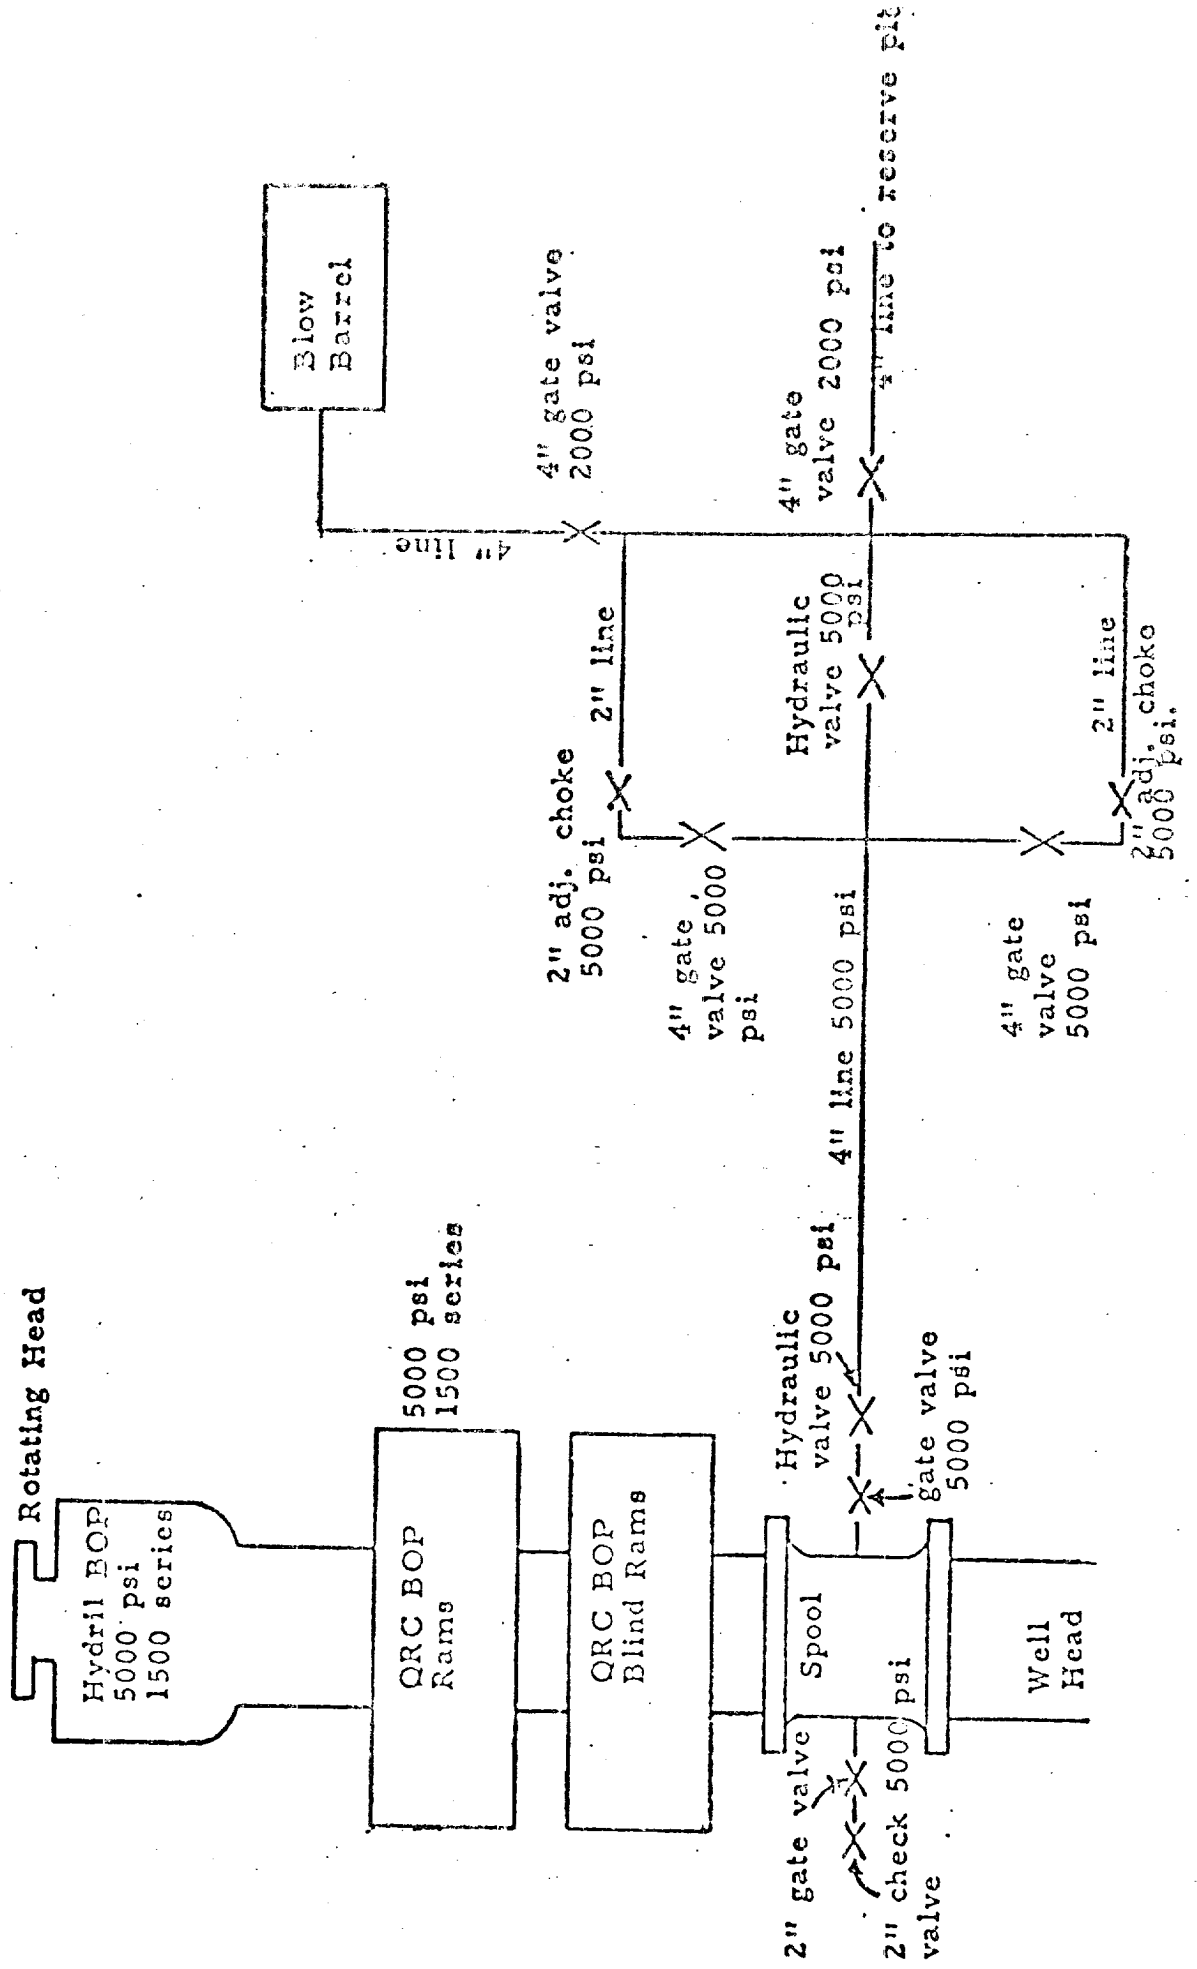 Rotating Head
Hydril BOP
5000 psi
1500 series
5000 psi
1500 series
QRC BOP
Rams
QRC BOP
Blind Rams
Spool
Well
Head
2" gate valve
2" check 5000 psi
valve
Hydraulic
valve 5000 psi
gate valve
5000 psi
4" line 5000 psi
2" adj. choke
5000 psi
4" gate
valve 5000
psi
4" gate
valve
5000 psi
2" line
Hydraulic
valve 5000
psi
2" line
2" adj. choke
5000 psi.
4" line
Blow
Barrel
4" gate valve
2000 psi
4" gate
valve 2000 psi
4" line to reserve pit